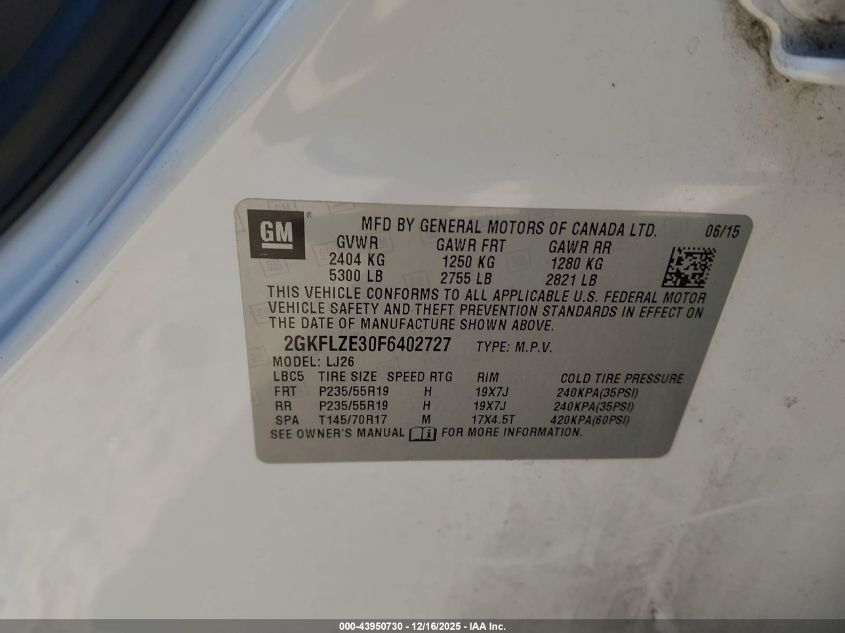 GM
MFD BY GENERAL MOTORS OF CANADA LTD. 06/15
GVWR GAWR FRT GAWR RR
2404 KG 1250 KG 1280 KG
5300 LB 2755 LB 2821 LB
THIS VEHICLE CONFORMS TO ALL APPLICABLE U.S. FEDERAL MOTOR
VEHICLE SAFETY AND THEFT PREVENTION STANDARDS IN EFFECT ON
THE DATE OF MANUFACTURE SHOWN ABOVE.
2GKFLZE30F6402727 TYPE: M.P.V.
MODEL: LJ26
LBC5 TIRE SIZE SPEED RTG RIM COLD TIRE PRESSURE
FRT P235/55R19 H 19X7J 240KPA(35PSI)
RR P235/55R19 H 19X7J 240KPA(35PSI)
SPA T145/70R17 M 17X4.5T 420KPA(60PSI)
SEE OWNER'S MANUAL FOR MORE INFORMATION.
000-43950730 - 12/16/2025 - IAA Inc.